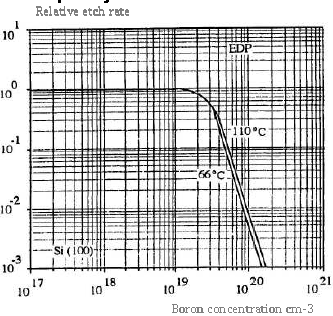 Relative etch rate
10^1
EDP
10^0
110 °C
10^-1
66 °C
10^-2
Si (100)
10^-3
10^17 10^18 10^19 10^20 10^21
Boron concentration cm-3